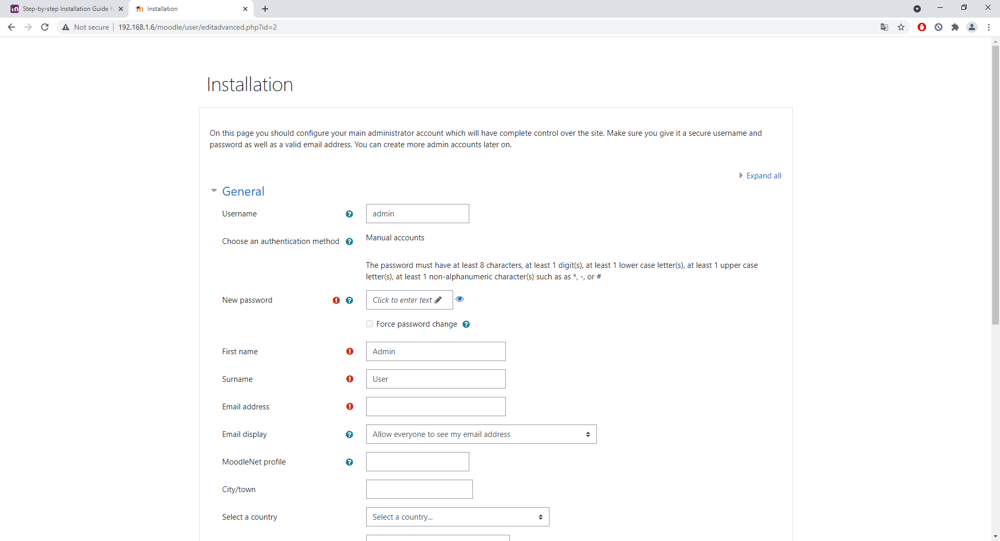 Step-by-step Installation Guide f
Installation
Not secure
192.168.1.6/moodle/user/editadvanced.php?id=2
Installation
On this page you should configure your main administrator account which will have complete control over the site. Make sure you give it a secure username and
password as well as a valid email address. You can create more admin accounts later on.
Expand all
General
Username
admin
Choose an authentication method
Manual accounts
The password must have at least 8 characters, at least 1 digit(s), at least 1 lower case letter(s), at least 1 upper case
letter(s), at least 1 non-alphanumeric character(s) such as as *, -, or #
New password
Click to enter text
Force password change
First name
Admin
Surname
User
Email address
Email display
Allow everyone to see my email address
MoodleNet profile
City/town
Select a country
Select a country...